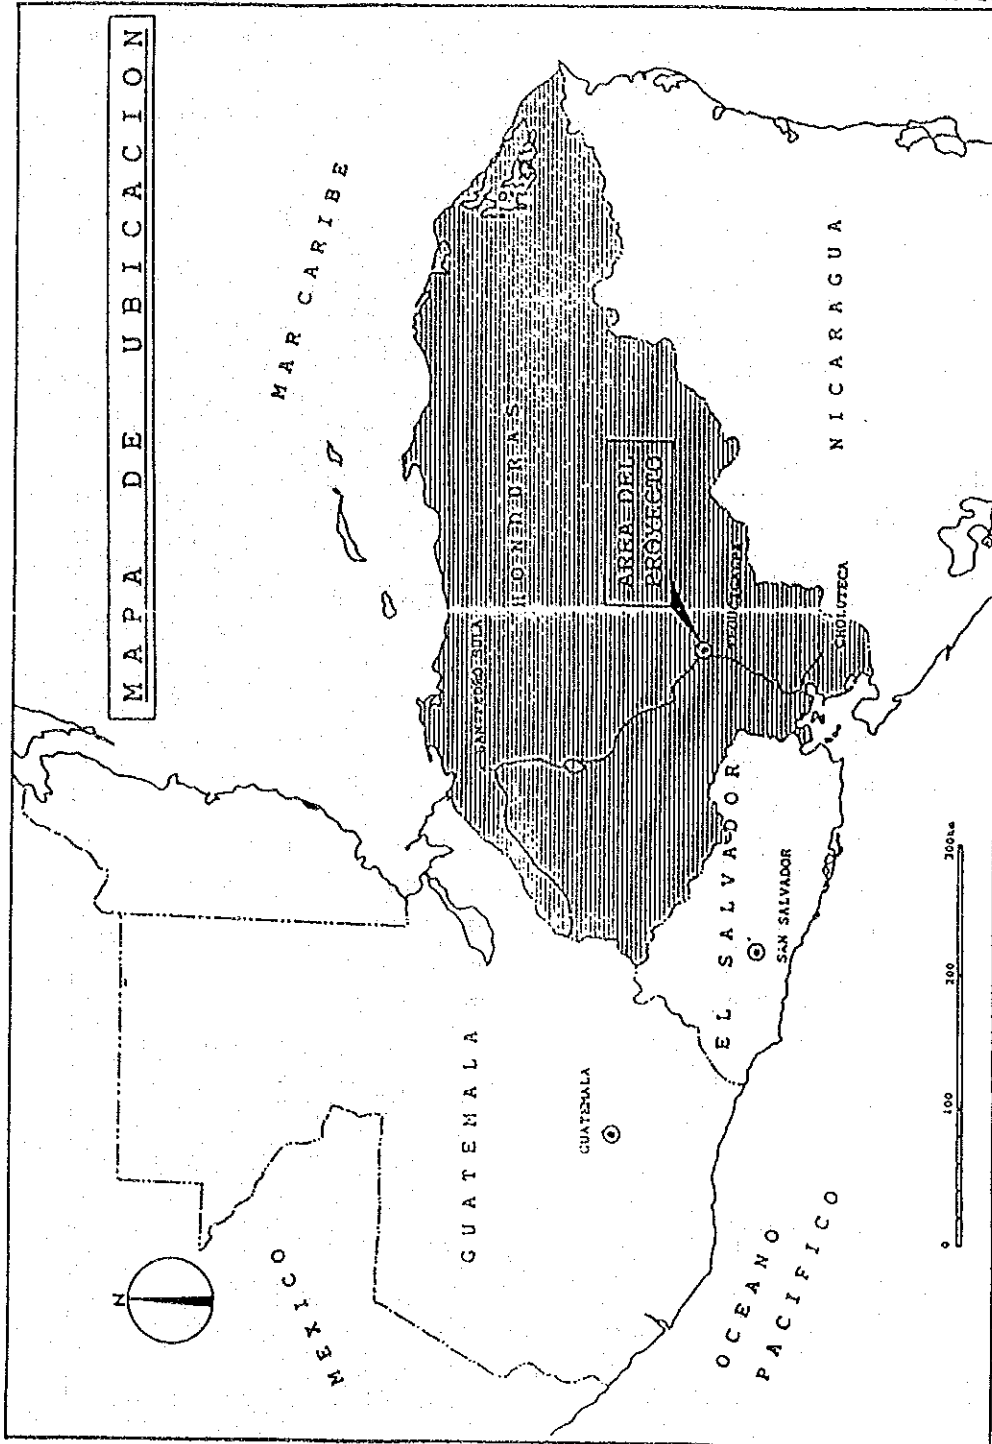 MAPA DE UBICACION
MAR CARIBE
HONDURAS
SAN PEDRO SULA
AREA DEL
PROYECTO
TEGUCIGALPA
CHOLUTECA
NICARAGUA
EL SALVADOR
SAN SALVADOR
GUATEMALA
GUATEMALA
MEXICO
N
OCEANO
PACIFICO
0 100 200 300km